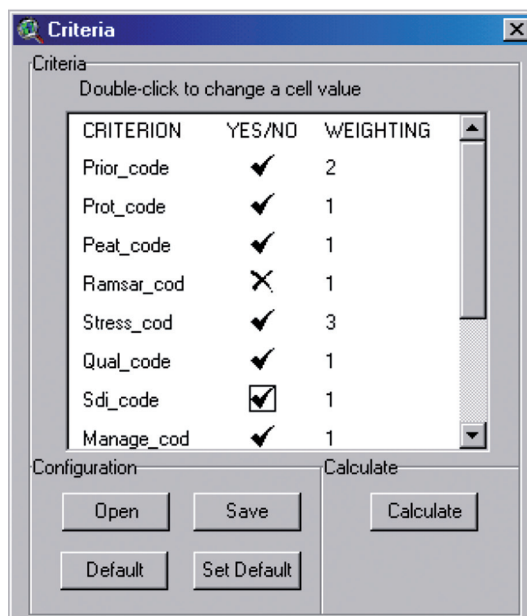 Criteria
Criteria
Double-click to change a cell value
CRITERION YES/NO WEIGHTING
Prior_code 2
Prot_code 1
Peat_code 1
Ramsar_cod 1
Stress_cod 3
Qual_code 1
Sdi_code 1
Manage_cod 1
Configuration Calculate
Open Save Calculate
Default Set Default